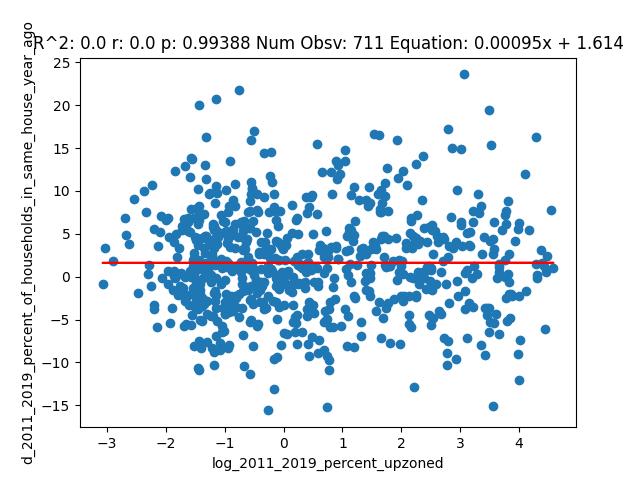 R^2: 0.0 r: 0.0 p: 0.99388 Num Obsv: 711 Equation: 0.00095x + 1.614
d_2011_2019_percent_of_households_in_same_house_year_ago
25
20
15
10
5
0
−5
−10
−15
−3 −2 −1 0 1 2 3 4
log_2011_2019_percent_upzoned